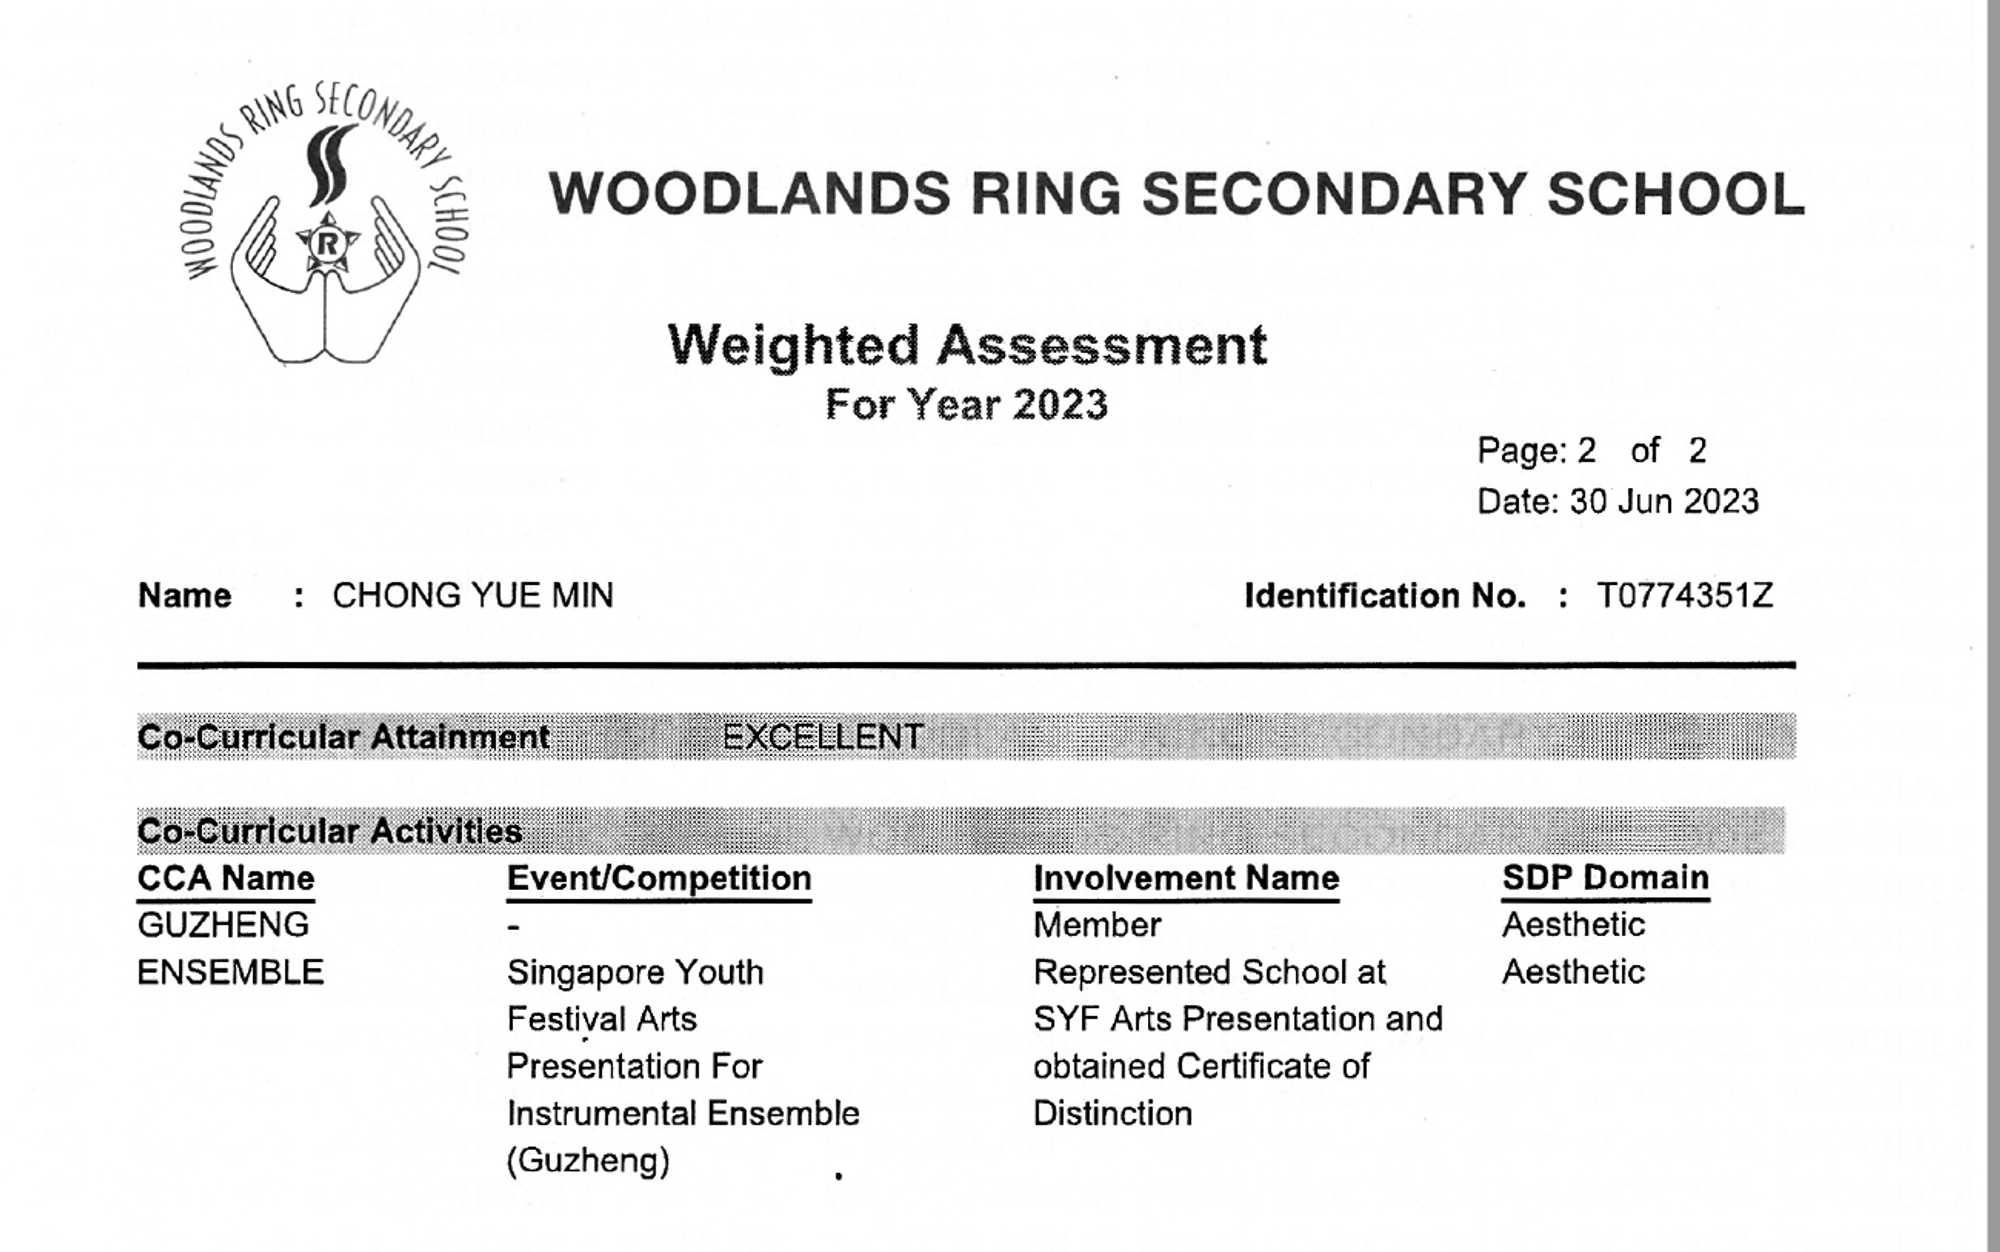 WOODLANDS RING SECONDARY SCHOOL
R
WOODLANDS RING SECONDARY SCHOOL
Weighted Assessment
For Year 2023
Page: 2 of 2
Date: 30 Jun 2023
Name : CHONG YUE MIN Identification No. : T0774351Z
Co-Curricular Attainment EXCELLENT
Co-Curricular Activities
CCA Name Event/Competition Involvement Name SDP Domain
GUZHENG - Member Aesthetic
ENSEMBLE Singapore Youth Represented School at Aesthetic
Festival Arts SYF Arts Presentation and
Presentation For obtained Certificate of
Instrumental Ensemble Distinction
(Guzheng)